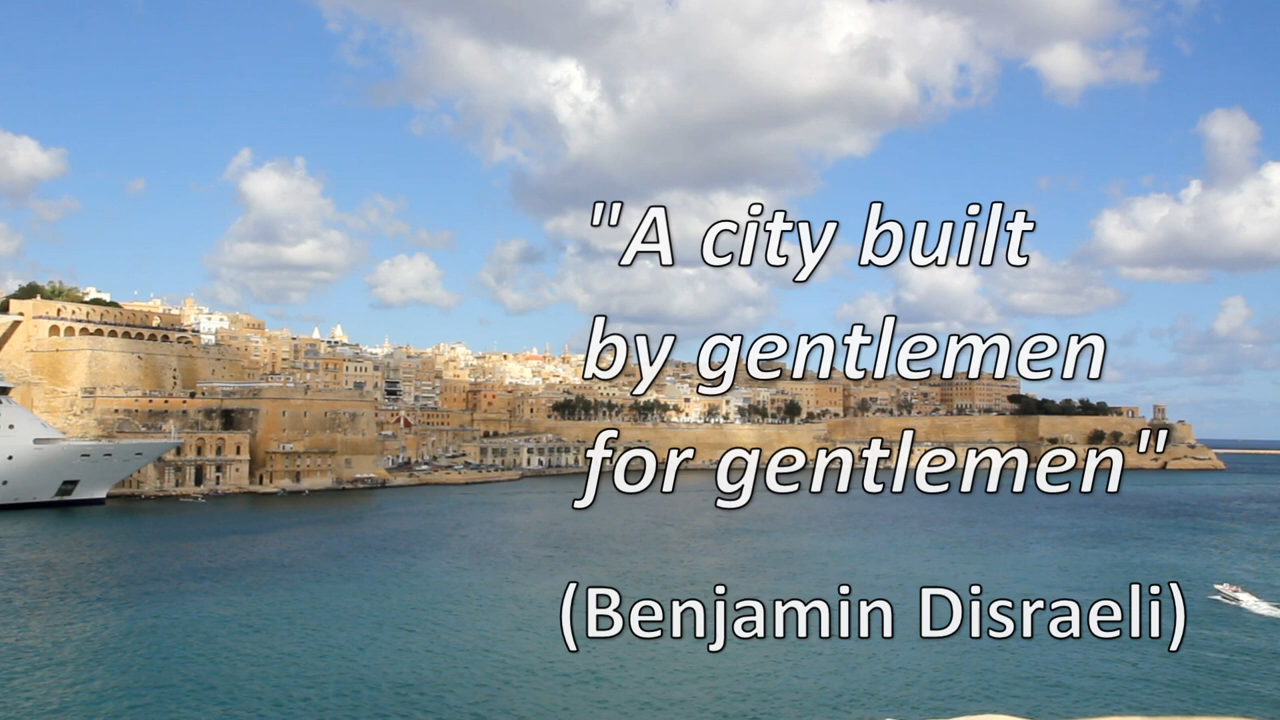 "A city built
by gentlemen
for gentlemen"
(Benjamin Disraeli)